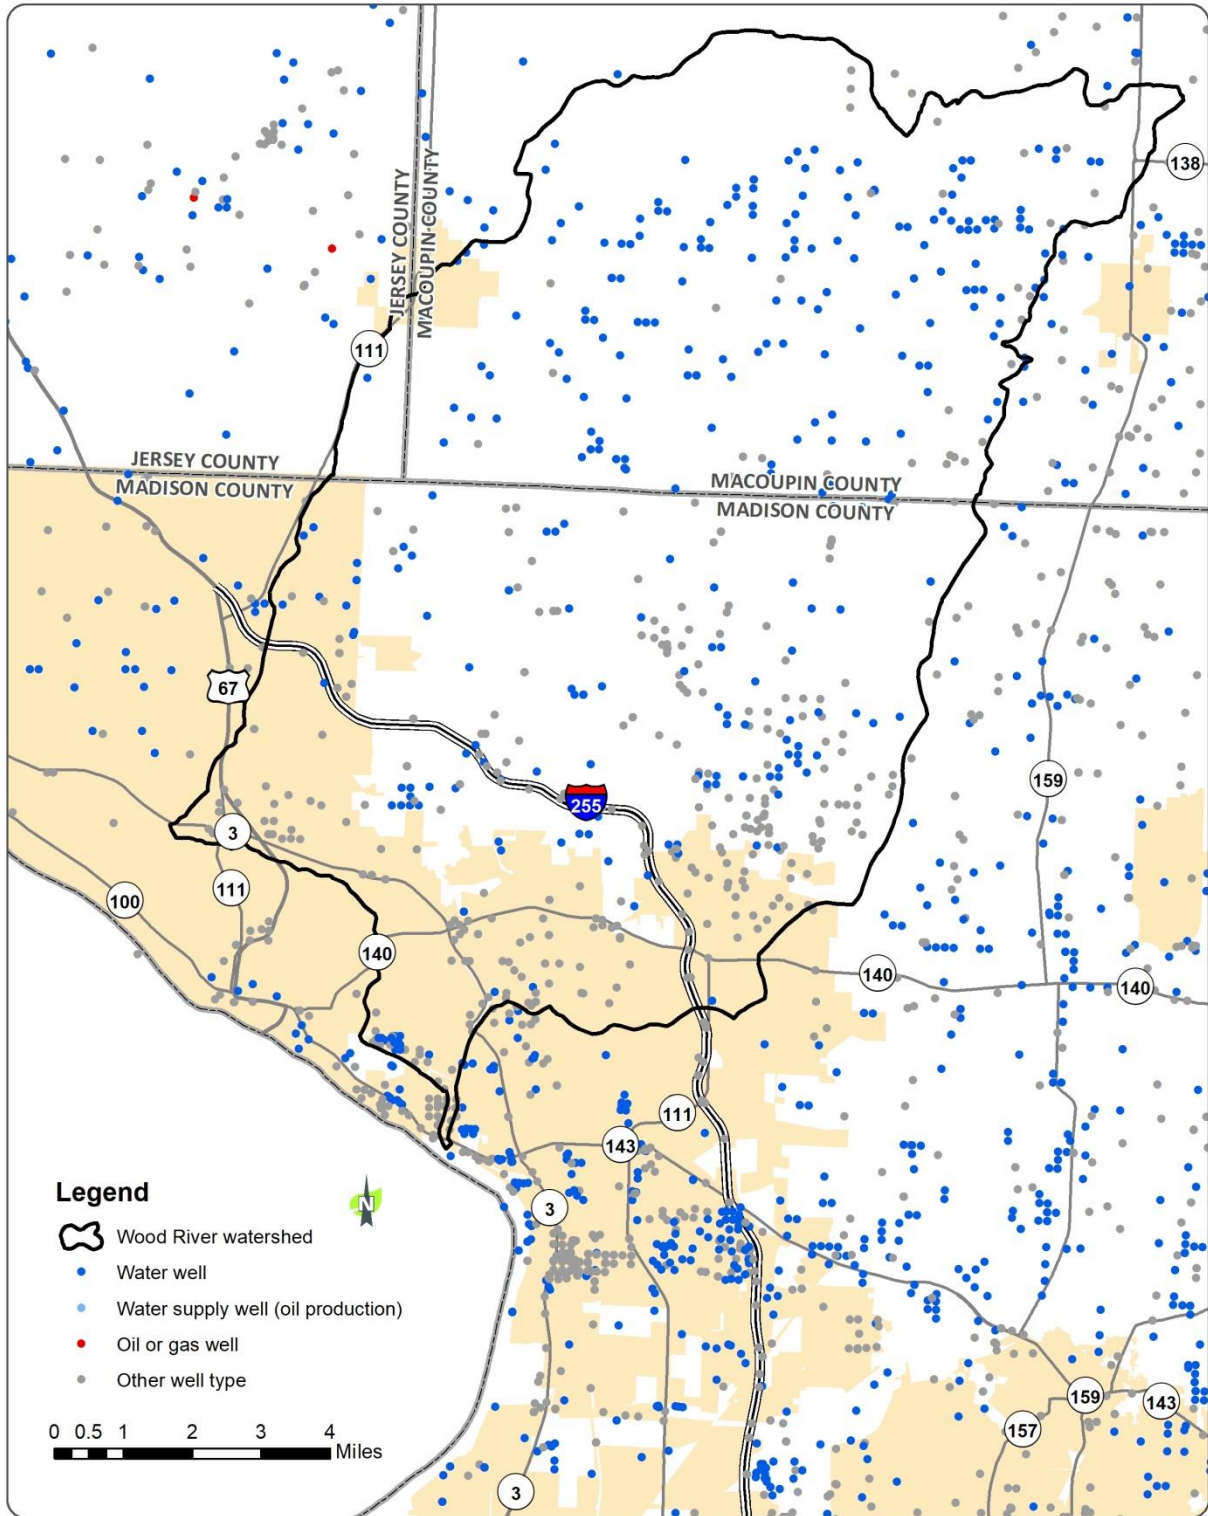 138
JERSEY COUNTY
MACOUPIN COUNTY
111
JERSEY COUNTY
MADISON COUNTY
MACOUPIN COUNTY
MADISON COUNTY
67
159
255
3
111
100
140
140
140
111
143
3
Legend
N
Wood River watershed
Water well
Water supply well (oil production)
Oil or gas well
Other well type
0 0.5 1 2 3 4
Miles
159
143
157
3